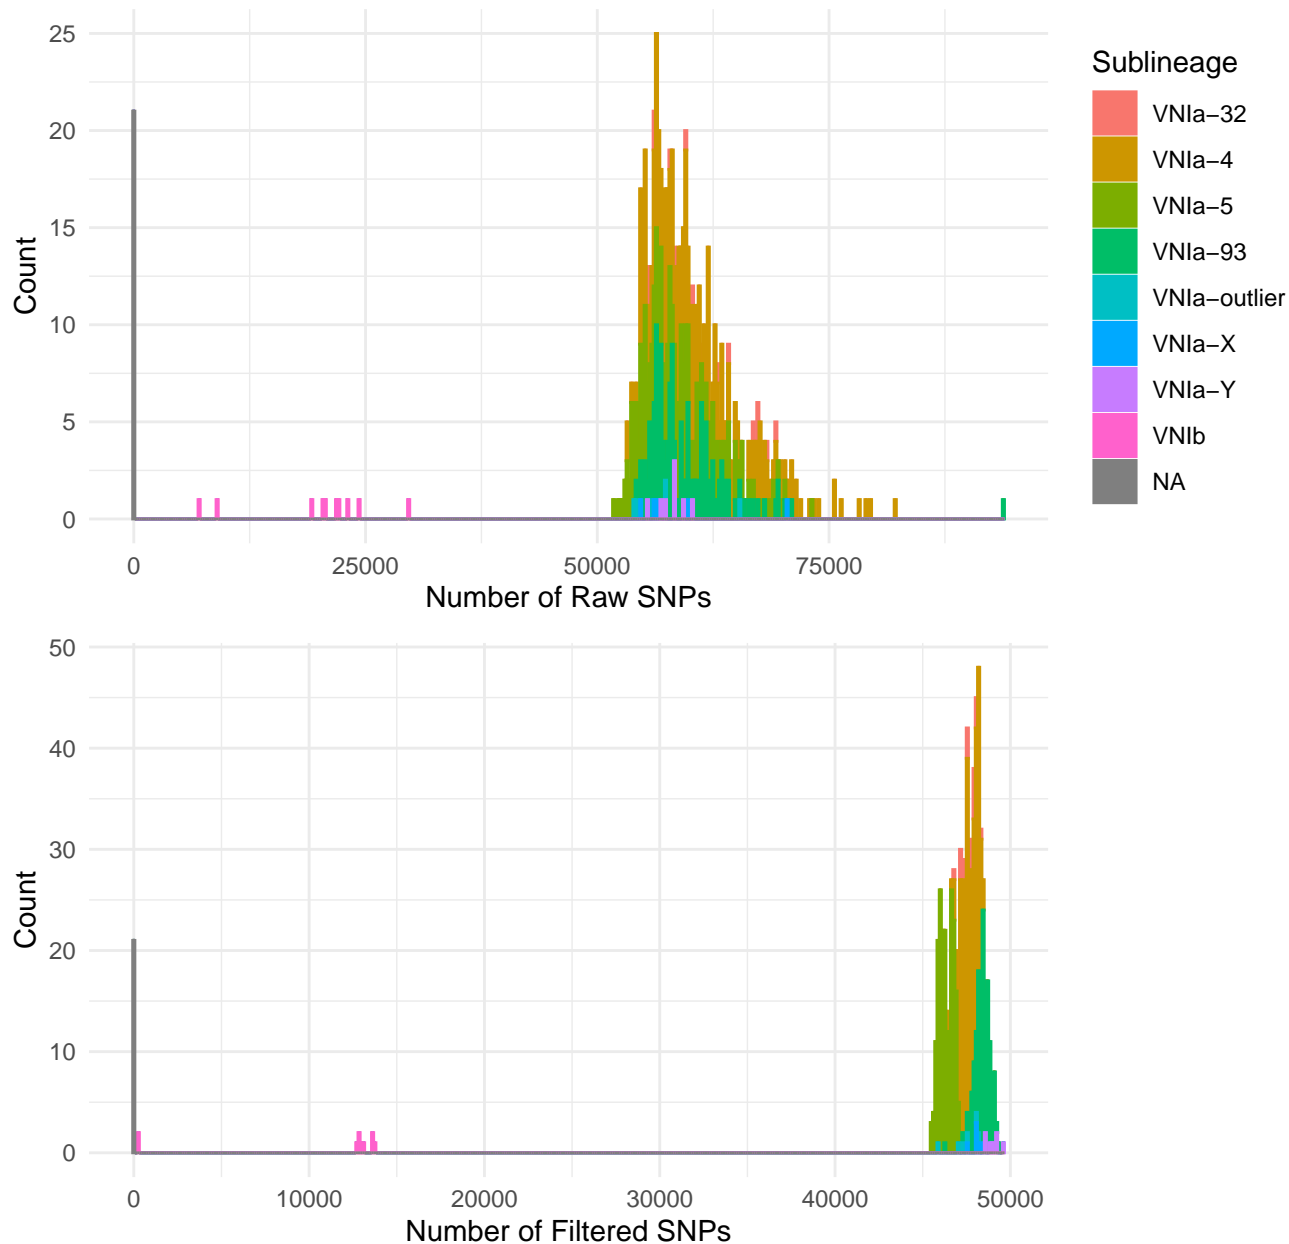 25
20
15
10
5
0
Count
0 25000 50000 75000
Number of Raw SNPs
Sublineage
VNIa−32
VNIa−4
VNIa−5
VNIa−93
VNIa−outlier
VNIa−X
VNIa−Y
VNIb
NA
50
40
30
20
10
0
Count
0 10000 20000 30000 40000 50000
Number of Filtered SNPs